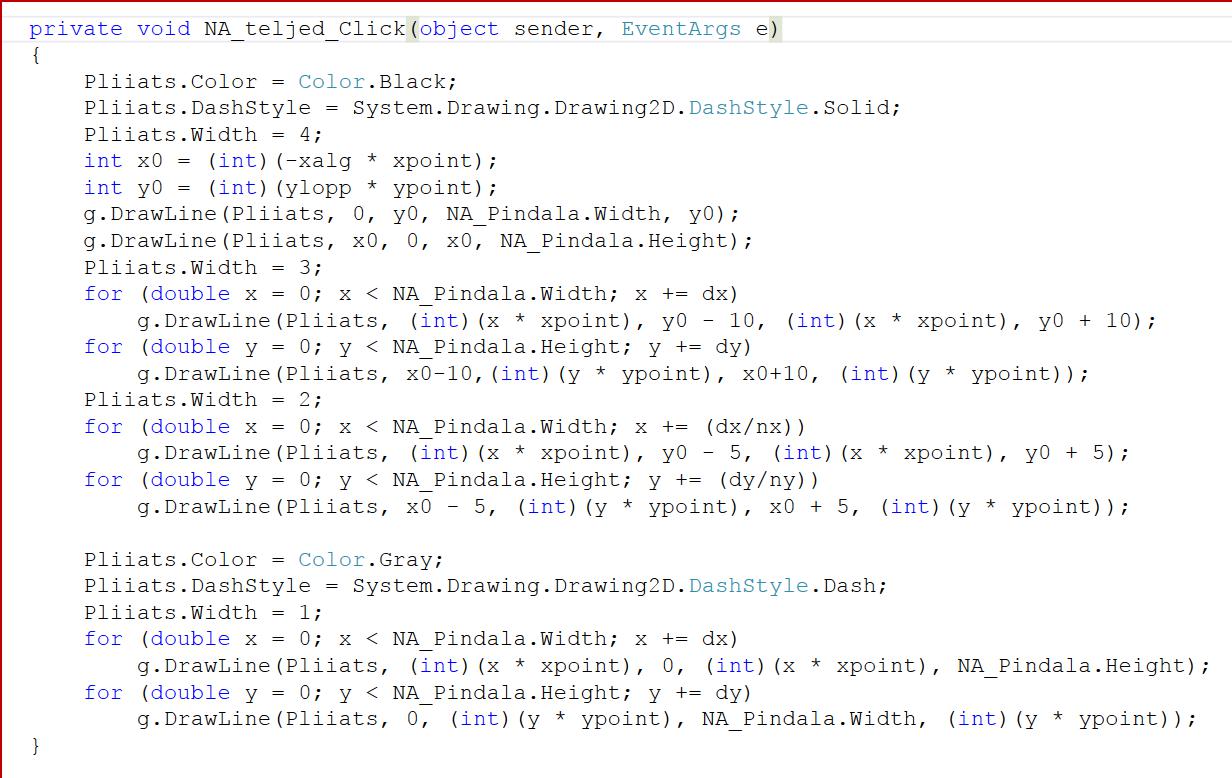 private void NA_teljed_Click(object sender, EventArgs e)
{
    Pliiats.Color = Color.Black;
    Pliiats.DashStyle = System.Drawing.Drawing2D.DashStyle.Solid;
    Pliiats.Width = 4;
    int x0 = (int)(-xalg * xpoint);
    int y0 = (int)(ylopp * ypoint);
    g.DrawLine(Pliiats, 0, y0, NA_Pindala.Width, y0);
    g.DrawLine(Pliiats, x0, 0, x0, NA_Pindala.Height);
    Pliiats.Width = 3;
    for (double x = 0; x < NA_Pindala.Width; x += dx)
        g.DrawLine(Pliiats, (int)(x * xpoint), y0 - 10, (int)(x * xpoint), y0 + 10);
    for (double y = 0; y < NA_Pindala.Height; y += dy)
        g.DrawLine(Pliiats, x0-10,(int)(y * ypoint), x0+10, (int)(y * ypoint));
    Pliiats.Width = 2;
    for (double x = 0; x < NA_Pindala.Width; x += (dx/nx))
        g.DrawLine(Pliiats, (int)(x * xpoint), y0 - 5, (int)(x * xpoint), y0 + 5);
    for (double y = 0; y < NA_Pindala.Height; y += (dy/ny))
        g.DrawLine(Pliiats, x0 - 5, (int)(y * ypoint), x0 + 5, (int)(y * ypoint));

    Pliiats.Color = Color.Gray;
    Pliiats.DashStyle = System.Drawing.Drawing2D.DashStyle.Dash;
    Pliiats.Width = 1;
    for (double x = 0; x < NA_Pindala.Width; x += dx)
        g.DrawLine(Pliiats, (int)(x * xpoint), 0, (int)(x * xpoint), NA_Pindala.Height);
    for (double y = 0; y < NA_Pindala.Height; y += dy)
        g.DrawLine(Pliiats, 0, (int)(y * ypoint), NA_Pindala.Width, (int)(y * ypoint));
}